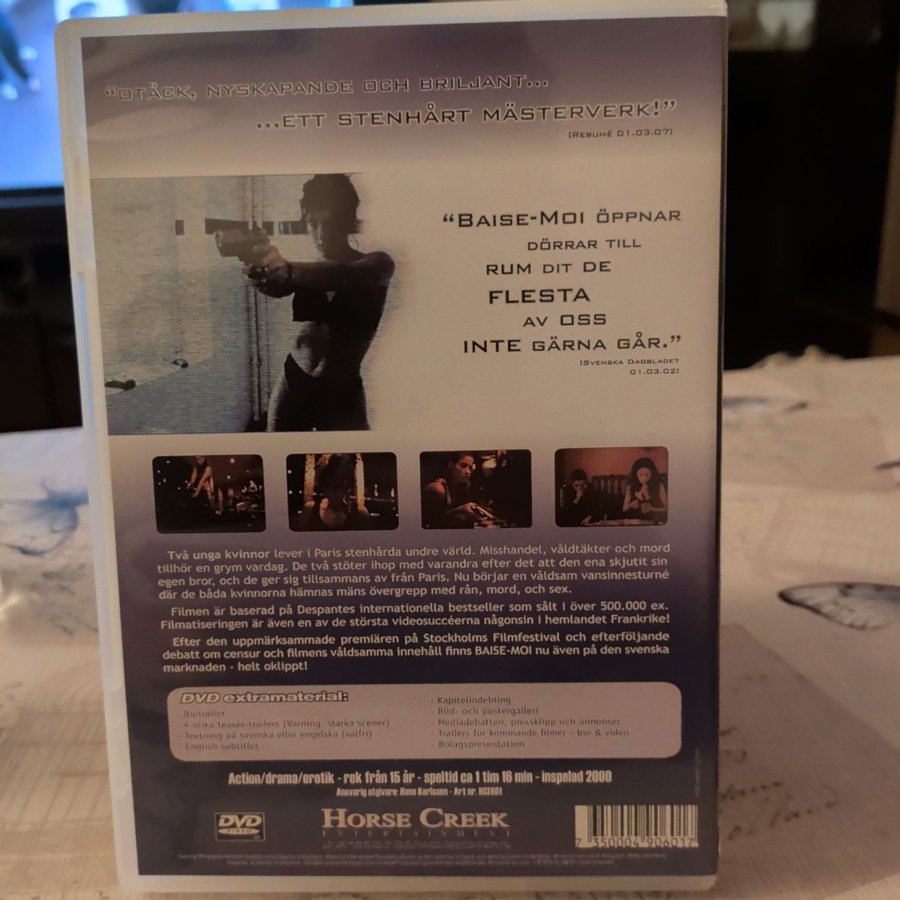 "OTÄCK, NYSKAPANDE OCH BRILJANT...
...ETT STENHÅRT MÄSTERVERK!"
(RESUMÉ 01.03.07)
"BAISE-MOI ÖPPNAR
DÖRRAR TILL
RUM DIT DE
FLESTA
AV OSS
INTE GÄRNA GÅR."
(SVENSKA DAGBLADET
01.03.02)
Två unga kvinnor lever i Paris stenhårda undre värld. Misshandel, våldtäkter och mord
tillhör en grym vardag. De två stöter ihop med varandra efter det att den ena skjutit sin
egen bror, och de ger sig tillsammans av från Paris. Nu börjar en våldsam vansinnesturné
där de båda kvinnorna hämnas mäns övergrepp med rån, mord, och sex.
Filmen är baserad på Despantes internationella bestseller som sålt i över 500.000 ex.
Filmatiseringen är även en av de största videosuccéerna någonsin i hemlandet Frankrike!
Efter den uppmärksammade premiären på Stockholms Filmfestival och efterföljande
debatt om censur och filmens våldsamma innehåll finns BAISE-MOI nu även på den svenska
marknaden - helt oklippt!
DVD extramaterial:
- Biotrailer
- 4 olika teaser-trailers (Varning: starka scener)
- Textning på svenska eller engelska (valfri)
- English subtitles
- Kapitelindelning
- Bild- och postergalleri
- Mediadebatten, pressklipp och annonser.
- Trailers för kommande filmer - bio & video
- Bolagspresentation
Action/drama/erotik - rek från 15 år - speltid ca 1 tim 16 min - inspelad 2000
Ansvarig utgivare: Hans Karlsson - Art nr. HCE601
DVD
VIDEO
HORSE CREEK
ENTERTAINMENT
7 350004 906017